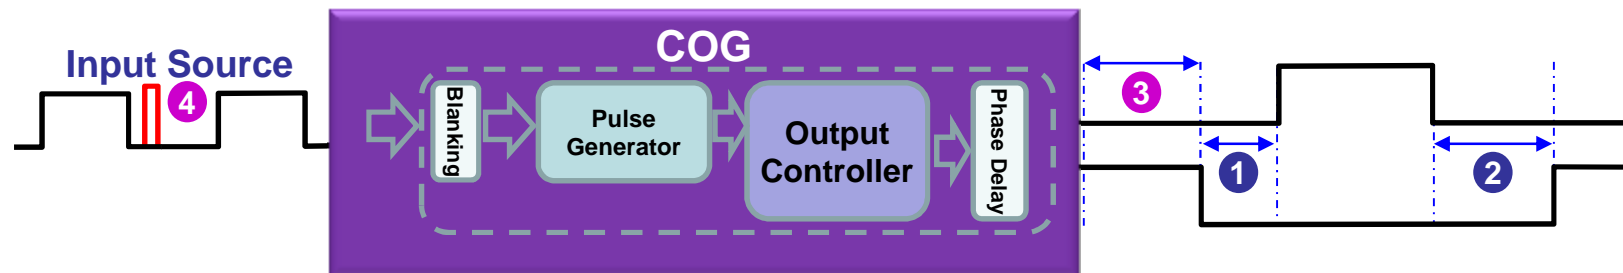 COG
Input Source
4
Blanking
Pulse
Generator
Output
Controller
Phase Delay
3
1
2